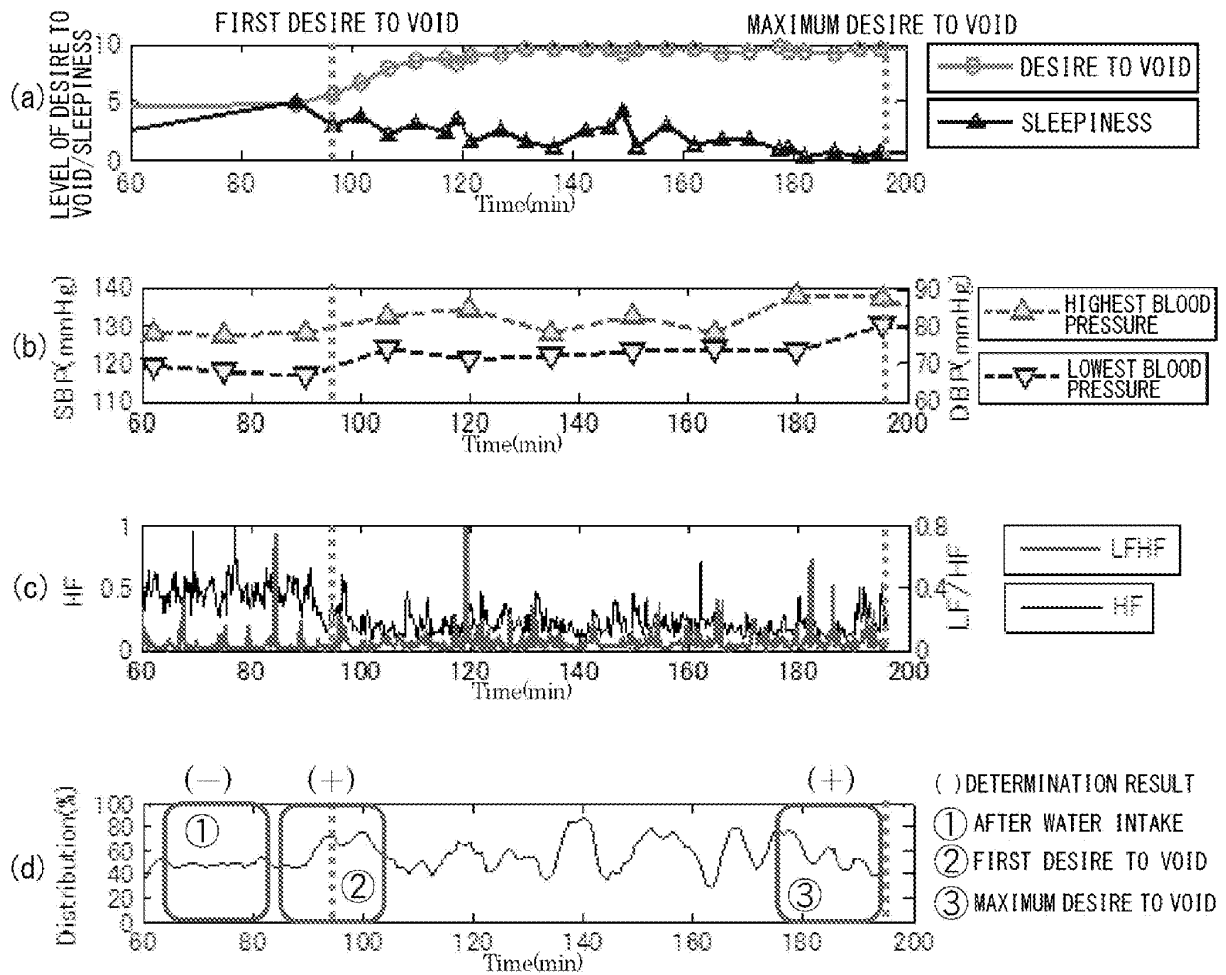 FIRST DESIRE TO VOID
MAXIMUM DESIRE TO VOID
(a)
LEVEL OF DESIRE TO
VOID/SLEEPINESS
10
5
0
60 80 100 120 140 160 180 200
Time(min)
DESIRE TO VOID
SLEEPINESS
(b)
SBP(mmHg)
140
130
120
110
90
80
70
60
DBP(mmHg)
60 80 100 120 140 160 180 200
Time(min)
HIGHEST BLOOD
PRESSURE
LOWEST BLOOD
PRESSURE
(c)
HF
1
0.5
0
0.8
0.4
0
LF/HF
60 80 100 120 140 160 180 200
Time(min)
LFHF
HF
(−) (+) (+)
(d)
Distribution(%)
100
80
60
40
20
0
① ② ③
60 80 100 120 140 160 180 200
Time(min)
( ) DETERMINATION RESULT
① AFTER WATER INTAKE
② FIRST DESIRE TO VOID
③ MAXIMUM DESIRE TO VOID